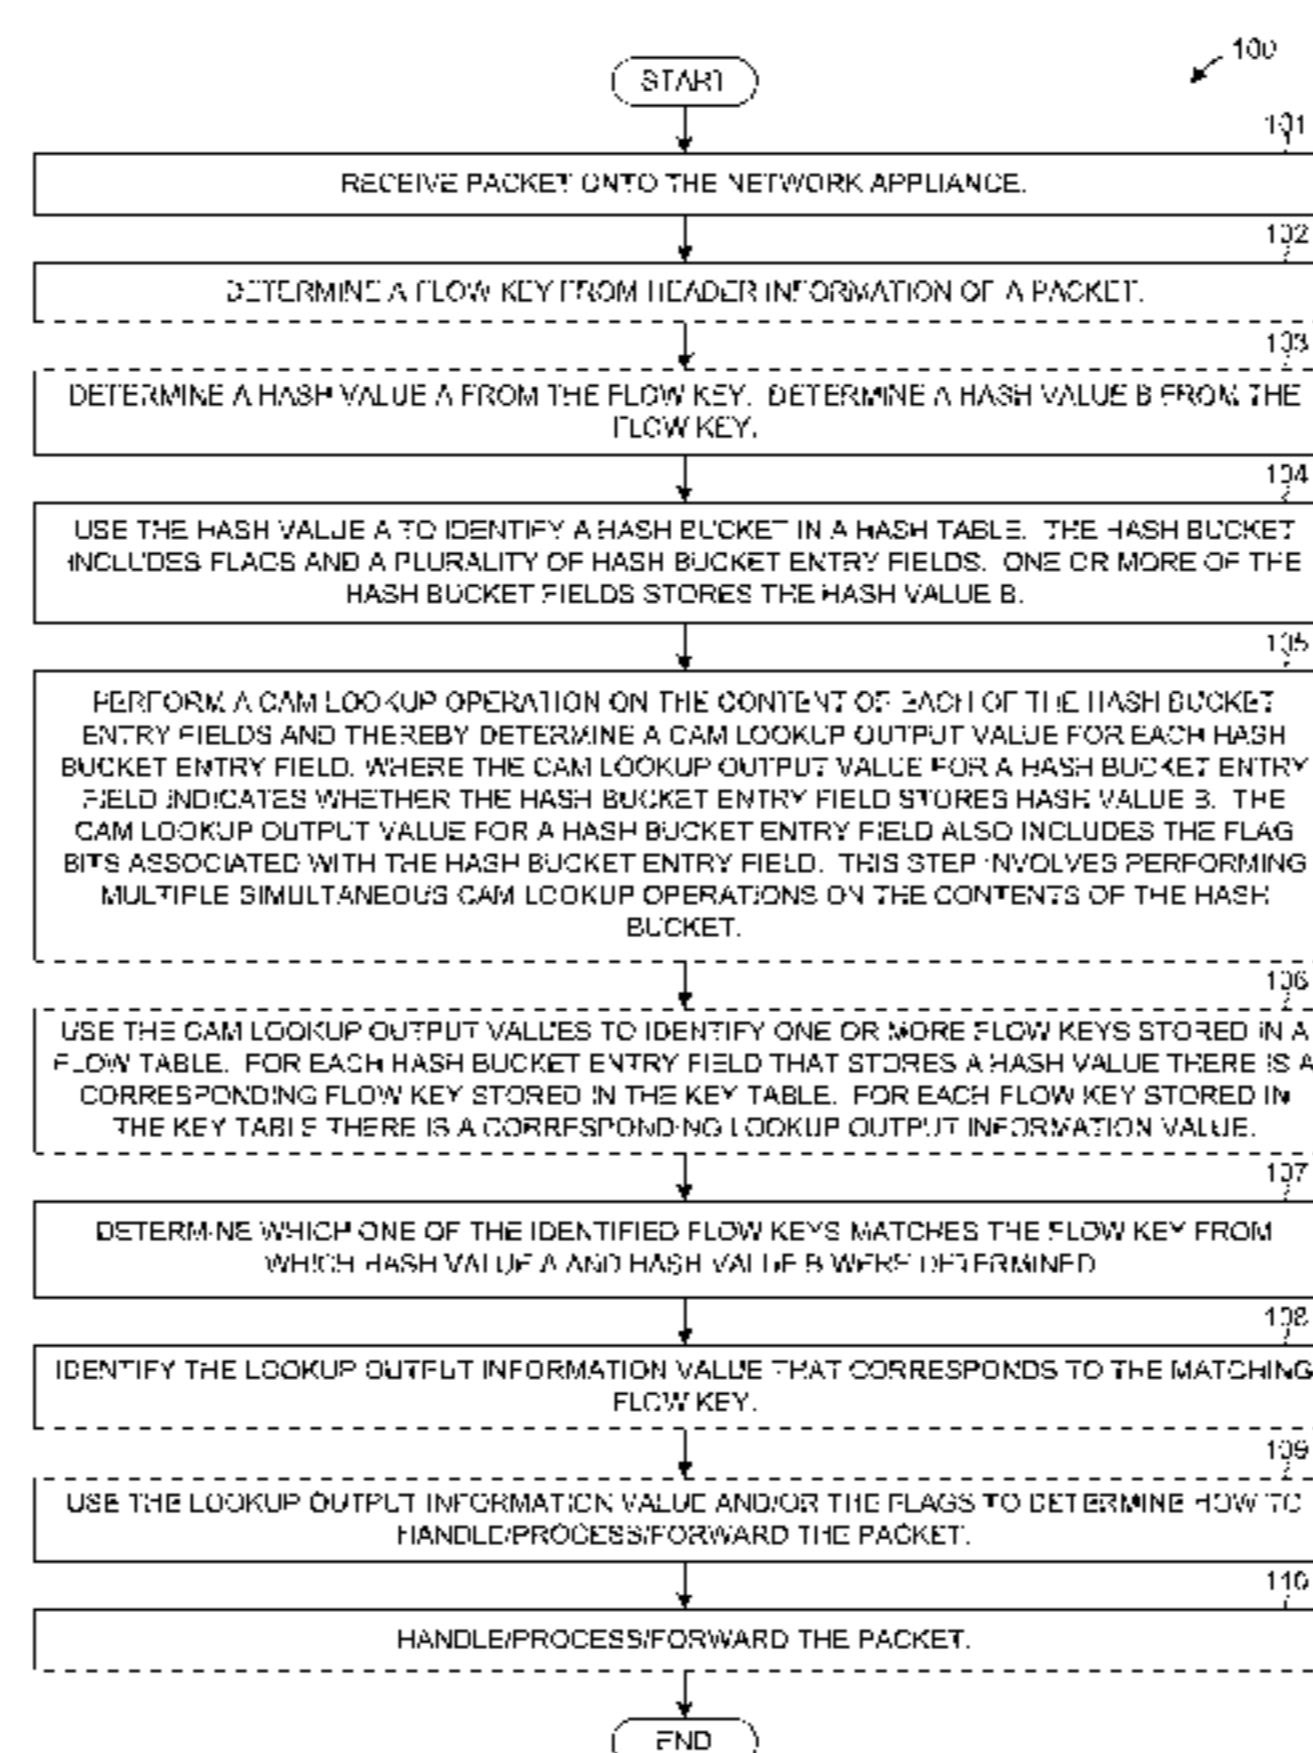 100
START
101
RECEIVE PACKET ONTO THE NETWORK APPLIANCE.
102
DETERMINE A FLOW KEY FROM HEADER INFORMATION OF A PACKET.
103
DETERMINE A HASH VALUE A FROM THE FLOW KEY. DETERMINE A HASH VALUE B FROM THE
FLOW KEY.
104
USE THE HASH VALUE A TO IDENTIFY A HASH BUCKET IN A HASH TABLE. THE HASH BUCKET
INCLUDES FLAGS AND A PLURALITY OF HASH BUCKET ENTRY FIELDS. ONE OR MORE OF THE
HASH BUCKET FIELDS STORES THE HASH VALUE B.
105
PERFORM A CAM LOOKUP OPERATION ON THE CONTENT OF EACH OF THE HASH BUCKET
ENTRY FIELDS AND THEREBY DETERMINE A CAM LOOKUP OUTPUT VALUE FOR EACH HASH
BUCKET ENTRY FIELD. WHERE THE CAM LOOKUP OUTPUT VALUE FOR A HASH BUCKET ENTRY
FIELD INDICATES WHETHER THE HASH BUCKET ENTRY FIELD STORES HASH VALUE B. THE
CAM LOOKUP OUTPUT VALUE FOR A HASH BUCKET ENTRY FIELD ALSO INCLUDES THE FLAG
BITS ASSOCIATED WITH THE HASH BUCKET ENTRY FIELD. THIS STEP INVOLVES PERFORMING
MULTIPLE SIMULTANEOUS CAM LOOKUP OPERATIONS ON THE CONTENTS OF THE HASH
BUCKET.
106
USE THE CAM LOOKUP OUTPUT VALUES TO IDENTIFY ONE OR MORE FLOW KEYS STORED IN A
FLOW TABLE. FOR EACH HASH BUCKET ENTRY FIELD THAT STORES A HASH VALUE THERE IS A
CORRESPONDING FLOW KEY STORED IN THE KEY TABLE. FOR EACH FLOW KEY STORED IN
THE KEY TABLE THERE IS A CORRESPONDING LOOKUP OUTPUT INFORMATION VALUE.
107
DETERMINE WHICH ONE OF THE IDENTIFIED FLOW KEYS MATCHES THE FLOW KEY FROM
WHICH HASH VALUE A AND HASH VALUE B WERE DETERMINED
108
IDENTIFY THE LOOKUP OUTPUT INFORMATION VALUE THAT CORRESPONDS TO THE MATCHING
FLOW KEY.
109
USE THE LOOKUP OUTPUT INFORMATION VALUE AND/OR THE FLAGS TO DETERMINE HOW TO
HANDLE/PROCESS/FORWARD THE PACKET.
110
HANDLE/PROCESS/FORWARD THE PACKET.
END